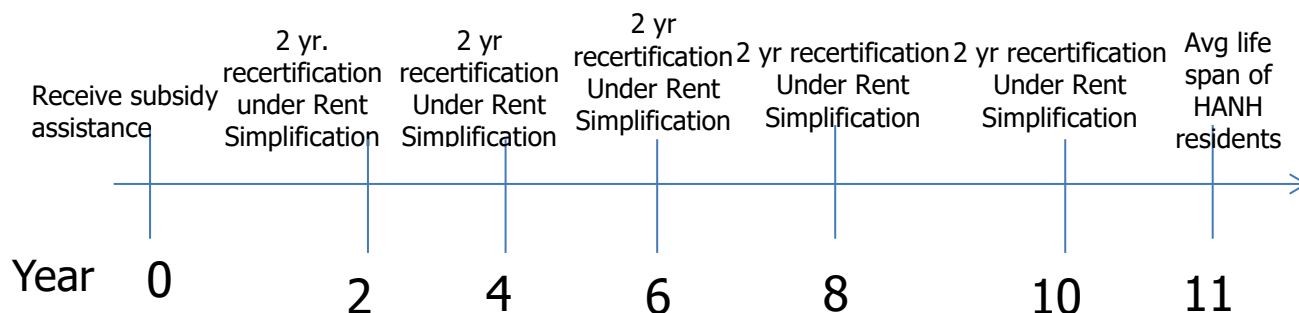 Receive subsidy
assistance
2 yr.
recertification
under Rent
Simplification
2 yr
recertification
Under Rent
Simplification
2 yr
recertification
Under Rent
Simplification
2 yr recertification
Under Rent
Simplification
2 yr recertification
Under Rent
Simplification
Avg life
span of
HANH
residents
Year 0 2 4 6 8 10 11